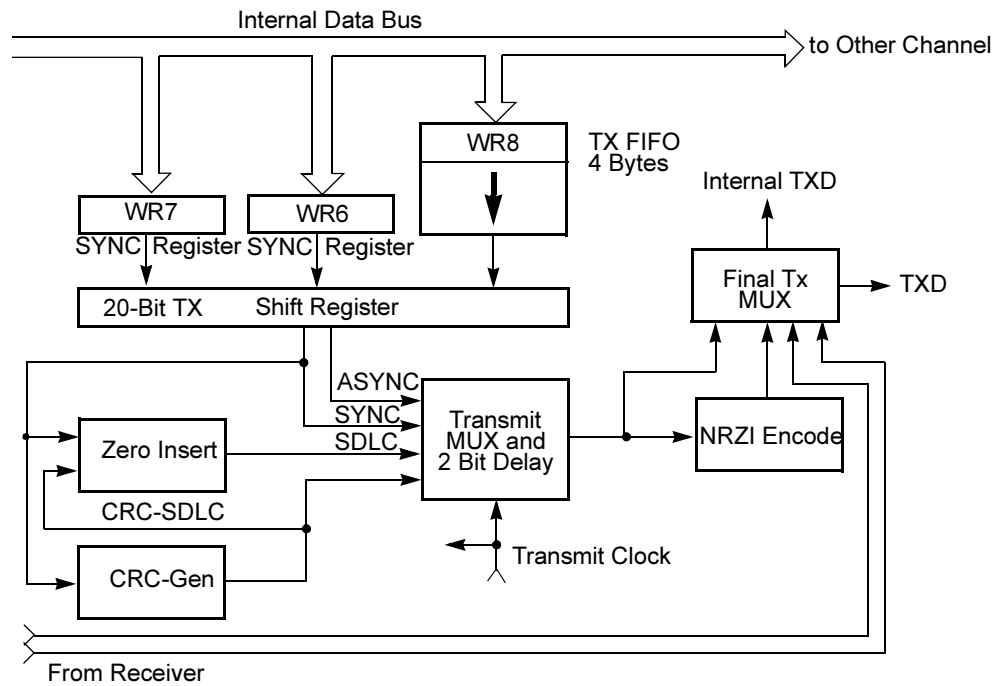 Internal Data Bus
to Other Channel
WR8
TX FIFO
4 Bytes
Internal TXD
WR7
WR6
SYNC Register
SYNC Register
Final Tx
MUX
TXD
20-Bit TX Shift Register
ASYNC
SYNC
SDLC
Transmit
MUX and
2 Bit Delay
NRZI Encode
Zero Insert
CRC-SDLC
CRC-Gen
Transmit Clock
From Receiver